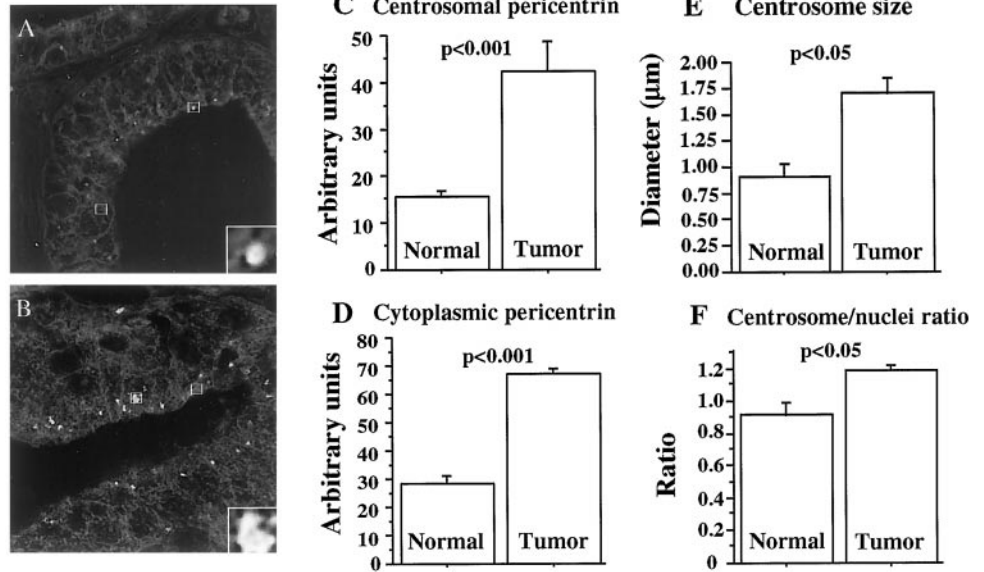 A
B
C Centrosomal pericentrin
p<0.001
Arbitrary units
50
40
30
20
10
0
Normal
Tumor
D Cytoplasmic pericentrin
p<0.001
Arbitrary units
80
70
60
50
40
30
20
10
0
Normal
Tumor
E Centrosome size
p<0.05
Diameter (μm)
2.00
1.75
1.50
1.25
1.00
0.75
0.50
0.25
0.00
Normal
Tumor
F Centrosome/nuclei ratio
p<0.05
Ratio
1.2
1.0
0.8
0.6
0.4
0.2
0
Normal
Tumor